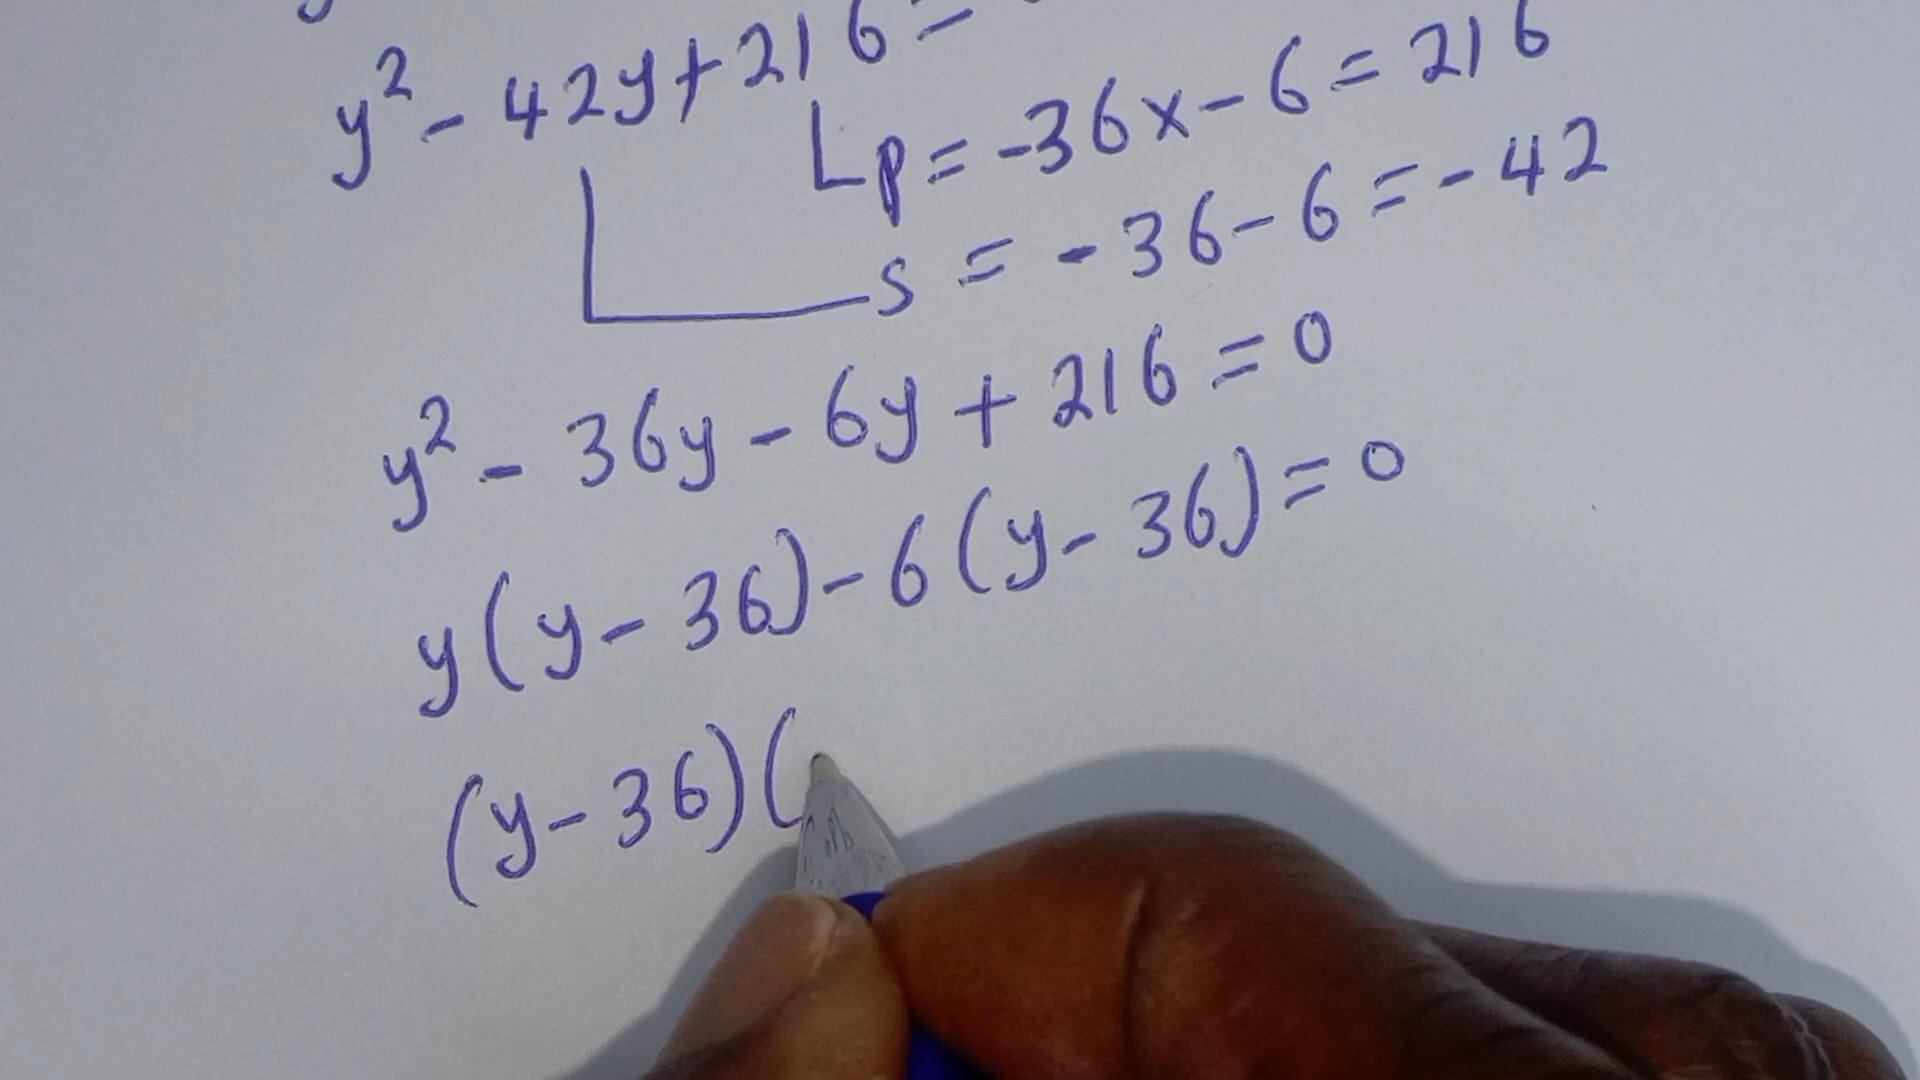 y² - 42y + 216 =
p = -36 x - 6 = 216
s = - 36 - 6 = - 42
y² - 36y - 6y + 216 = 0
y(y - 36) - 6(y - 36) = 0
(y - 36)(